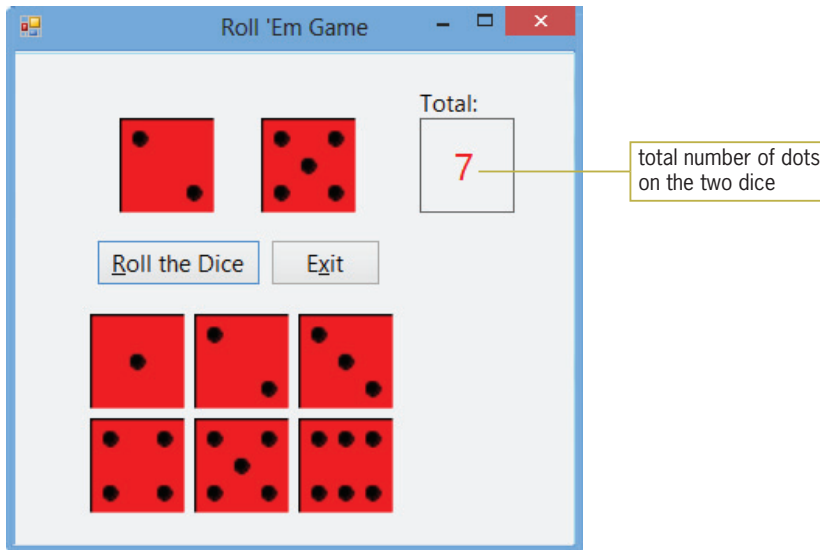 Roll 'Em Game
Total:
7
total number of dots
on the two dice
Roll the Dice
Exit